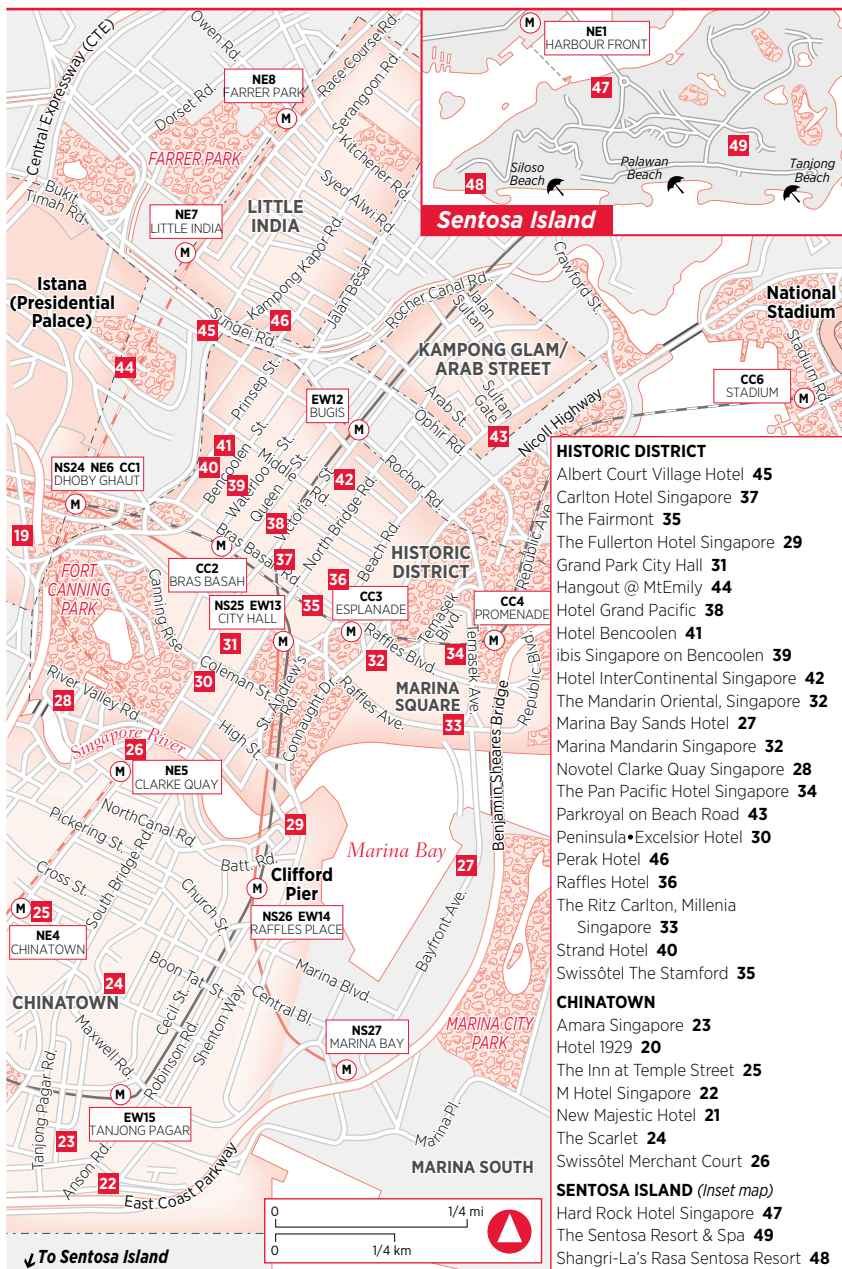 Central Expressway (CTE)
Owen Rd.
Race Course Rd.
NE8
FARRER PARK
Serangoon Rd.
Dorset Rd.
Kitchener Rd.
FARRER PARK
Syed Alwi Rd.
Bukit
Timah Rd.
LITTLE
INDIA
NE7
LITTLE INDIA
NE1
HARBOUR FRONT
47
49
48
Siloso
Beach
Palawan
Beach
Tanjong
Beach
Sentosa Island
Istana
(Presidential
Palace)
Kampong Kapor Rd.
Jalan Besar
Rocher Canal Rd.
Jalan
Sultan
Crawford St.
National
Stadium
Stadium Rd.
45
46
Sungei Rd.
44
KAMPONG GLAM/
ARAB STREET
CC6
STADIUM
Prinsep St.
EW12
BUGIS
Arab St.
Sultan
Gate
Ophir Rd.
43
Nicoll Highway
41
40
39
Bencoolen St.
Waterloo St.
Middle Rd.
Queen St.
Victoria St.
42
North Bridge Rd.
Rochor Rd.
NS24 NE6 CC1
DHOBY GHAUT
38
37
Bras Basah Rd.
Beach Rd.
Republic Ave.
19
CC2
BRAS BASAH
36
HISTORIC
DISTRICT
FORT
CANNING
PARK
Canning Rise
NS25 EW13
CITY HALL
35
CC3
ESPLANADE
Temasek
Blvd.
CC4
PROMENADE
31
Raffles Blvd.
34
32
30
Coleman St.
St. Andrew's
Rd.
Connaught Dr.
Raffles Ave.
MARINA
SQUARE
Temasek Ave.
Republic Blvd.
River Valley Rd.
28
High St.
33
Singapore River
26
NE5
CLARKE QUAY
Benjamin Sheares Bridge
North Canal Rd.
Pickering St.
29
Marina Bay
27
South Bridge Rd.
Batt. Rd.
Clifford
Pier
Cross St.
Church St.
NS26 EW14
RAFFLES PLACE
Bayfront Ave.
25
NE4
CHINATOWN
Boon Tat St.
24
CHINATOWN
Marina Blvd.
Cecil St.
Robinson Rd.
Shenton Way
Central Bl.
Maxwell Rd.
NS27
MARINA BAY
MARINA CITY
PARK
Tanjong Pagar Rd.
EW15
TANJONG PAGAR
23
Anson Rd.
Marina Pl.
22
East Coast Parkway
MARINA SOUTH
0 1/4 mi
0 1/4 km
To Sentosa Island
HISTORIC DISTRICT
Albert Court Village Hotel 45
Carlton Hotel Singapore 37
The Fairmont 35
The Fullerton Hotel Singapore 29
Grand Park City Hall 31
Hangout @ MtEmily 44
Hotel Grand Pacific 38
Hotel Bencoolen 41
ibis Singapore on Bencoolen 39
Hotel InterContinental Singapore 42
The Mandarin Oriental, Singapore 32
Marina Bay Sands Hotel 27
Marina Mandarin Singapore 32
Novotel Clarke Quay Singapore 28
The Pan Pacific Hotel Singapore 34
Parkroyal on Beach Road 43
Peninsula•Excelsior Hotel 30
Perak Hotel 46
Raffles Hotel 36
The Ritz Carlton, Millenia
Singapore 33
Strand Hotel 40
Swissôtel The Stamford 35
CHINATOWN
Amara Singapore 23
Hotel 1929 20
The Inn at Temple Street 25
M Hotel Singapore 22
New Majestic Hotel 21
The Scarlet 24
Swissôtel Merchant Court 26
SENTOSA ISLAND (Inset map)
Hard Rock Hotel Singapore 47
The Sentosa Resort & Spa 49
Shangri-La's Rasa Sentosa Resort 48